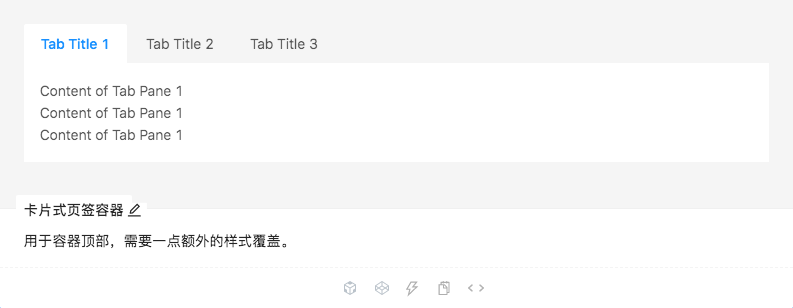 Tab Title 1 Tab Title 2 Tab Title 3
Content of Tab Pane 1
Content of Tab Pane 1
Content of Tab Pane 1
卡片式页签容器
用于容器顶部，需要一点额外的样式覆盖。